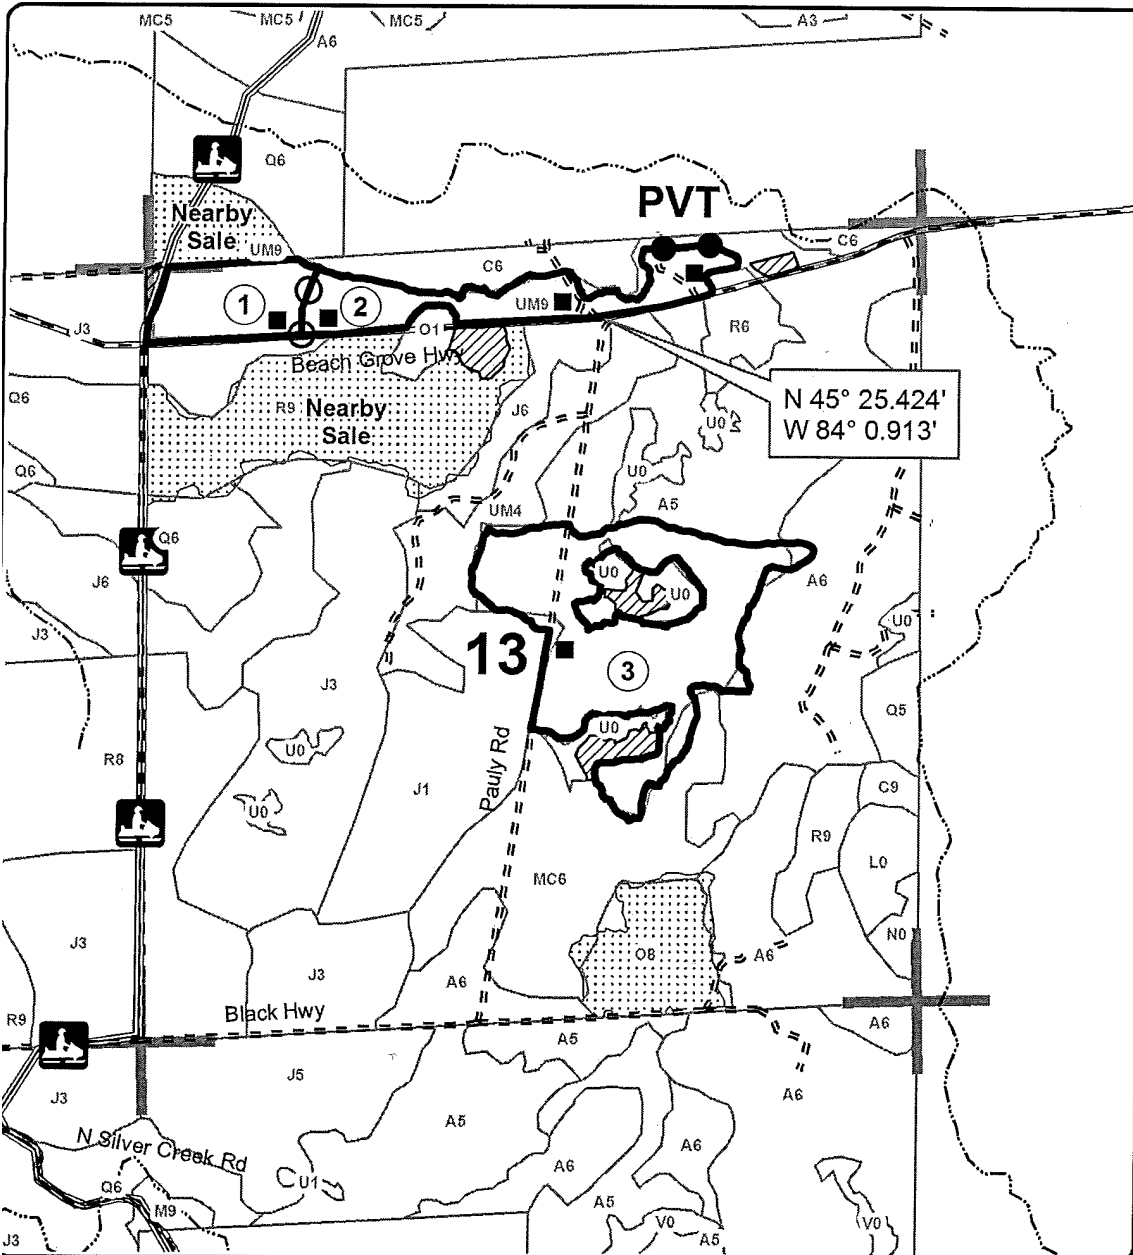 MC5
MC5
MC5
A3
A6
Q6
PVT
Nearby
Sale
UM9
C6
C6
1
2
UM9
J3
O1
R6
Beach Grove Hwy
N 45° 25.424'
W 84° 0.913'
Q6
R9
Nearby
Sale
J6
U0
Q6
U0
A5
UM4
Q6
J6
U0
A6
U0
J3
U0
13
3
J3
Q5
U0
U0
R8
Pauly Rd
J1
C9
U0
R9
L0
MC6
N0
J3
J3
A6
O8
A6
Black Hwy
R9
A6
A5
J5
J3
A6
A5
A6
N Silver Creek Rd
A6
U1
Q6
A5
M9
V0
V0
J3
A5